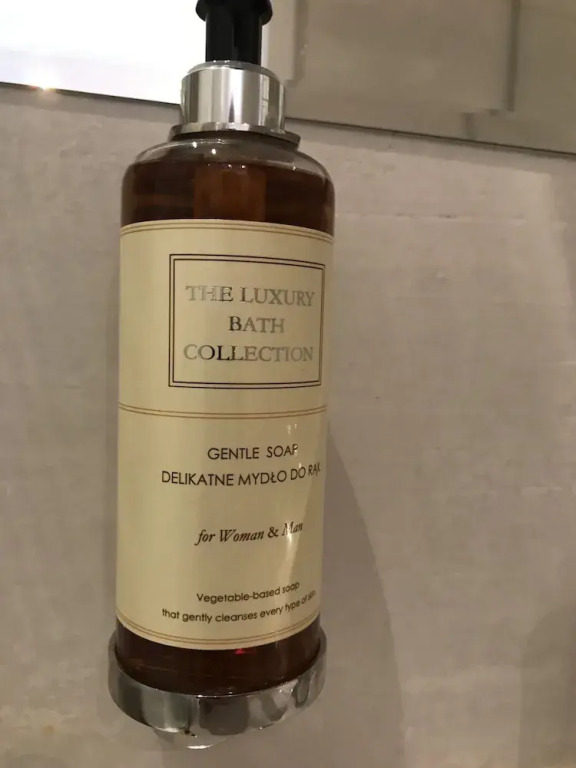 THE LUXURY
BATH
COLLECTION
GENTLE SOAP
DELIKATNE MYDŁO DO RĄK
for Woman & Man
Vegetable-based soap
that gently cleanses every type of skin